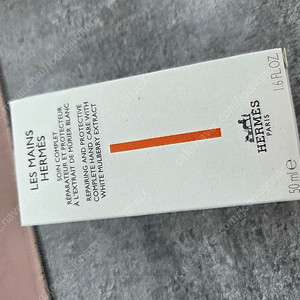 LES MAINS
HERMÈS
SOIN COMPLET
RÉPARATEUR ET PROTECTEUR
À L'EXTRAIT DE MÛRIER BLANC
REPAIRING AND PROTECTIVE
COMPLETE HAND CARE WITH
WHITE MULBERRY EXTRACT
HERMÈS
PARIS
50 ml ℮ 1.6 FL.OZ.